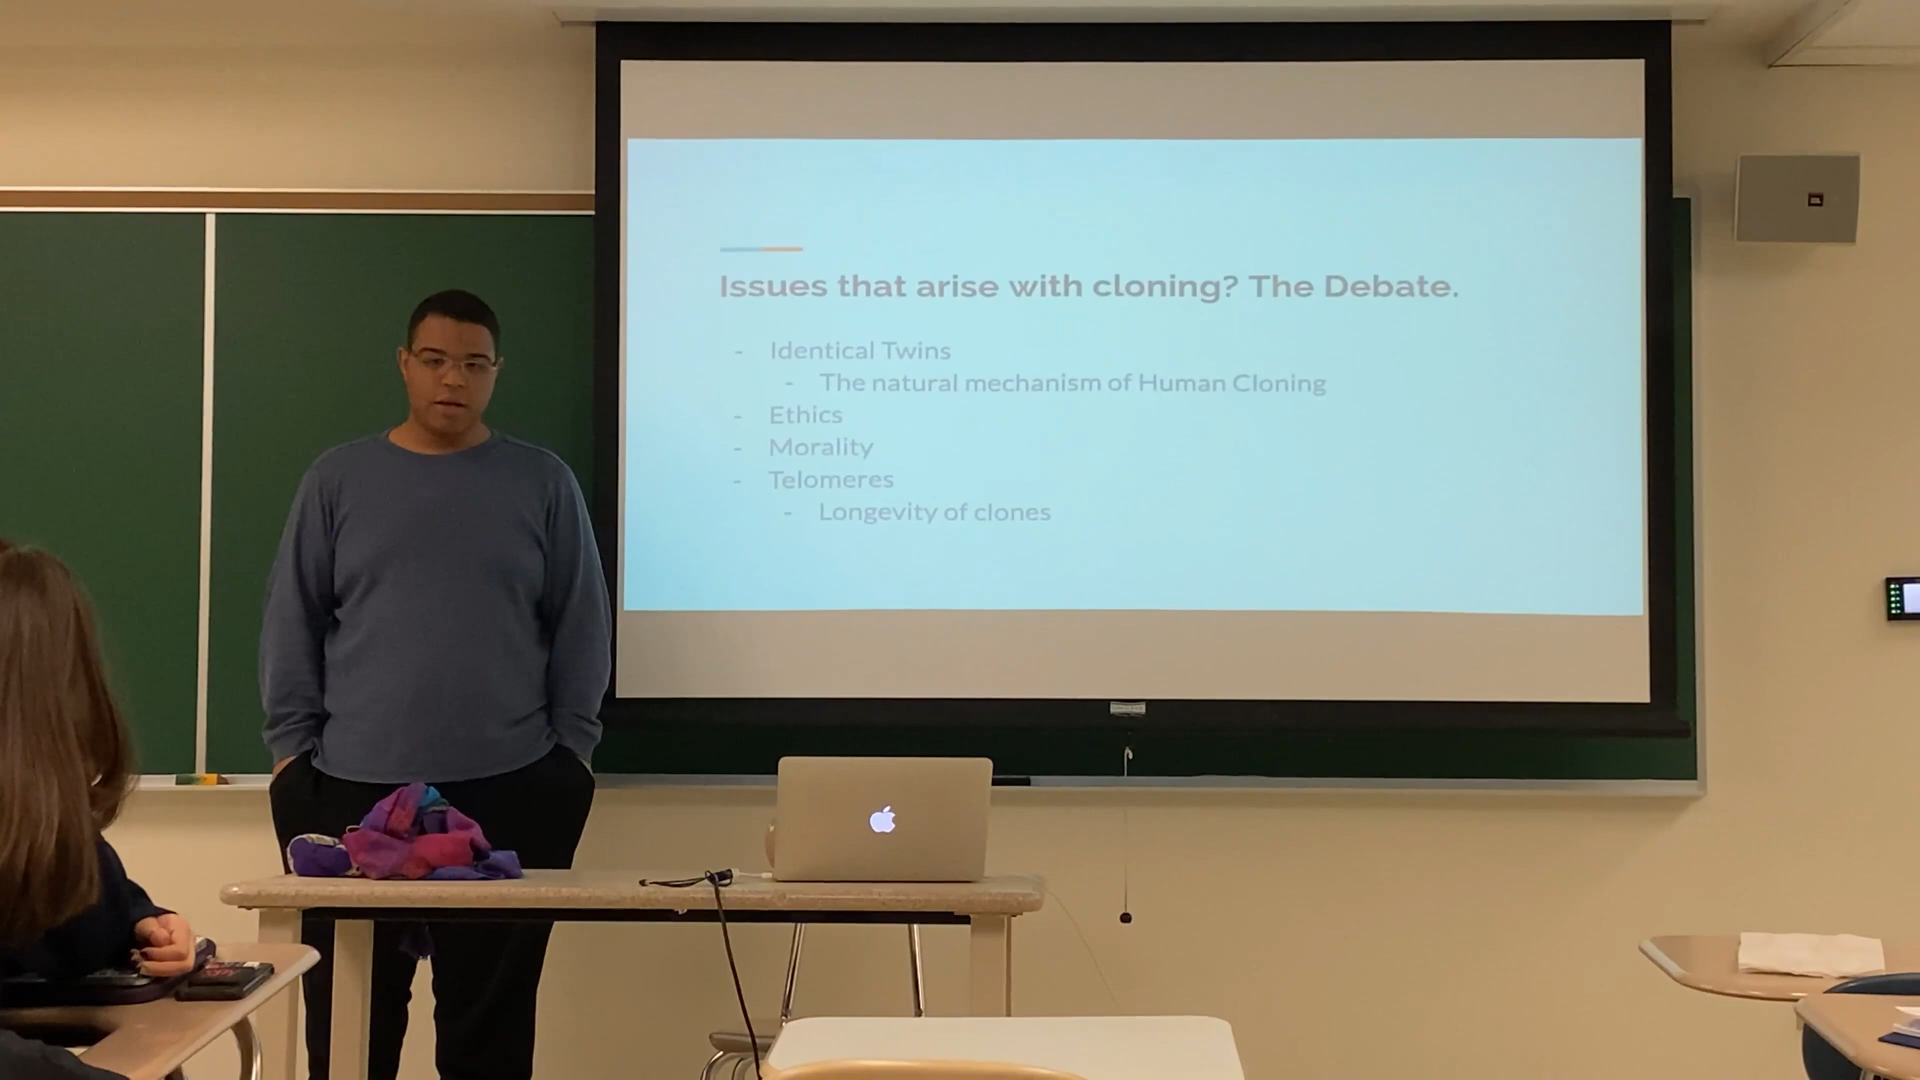 Issues that arise with cloning? The Debate.
- Identical Twins
- The natural mechanism of Human Cloning
- Ethics
- Morality
- Telomeres
- Longevity of clones